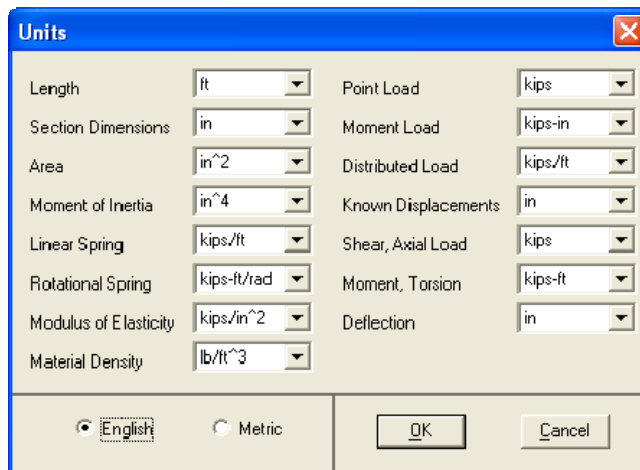 Units
Length ft
Section Dimensions in
Area in^2
Moment of Inertia in^4
Linear Spring kips/ft
Rotational Spring kips-ft/rad
Modulus of Elasticity kips/in^2
Material Density lb/ft^3
Point Load kips
Moment Load kips-in
Distributed Load kips/ft
Known Displacements in
Shear, Axial Load kips
Moment, Torsion kips-ft
Deflection in
English Metric
OK Cancel